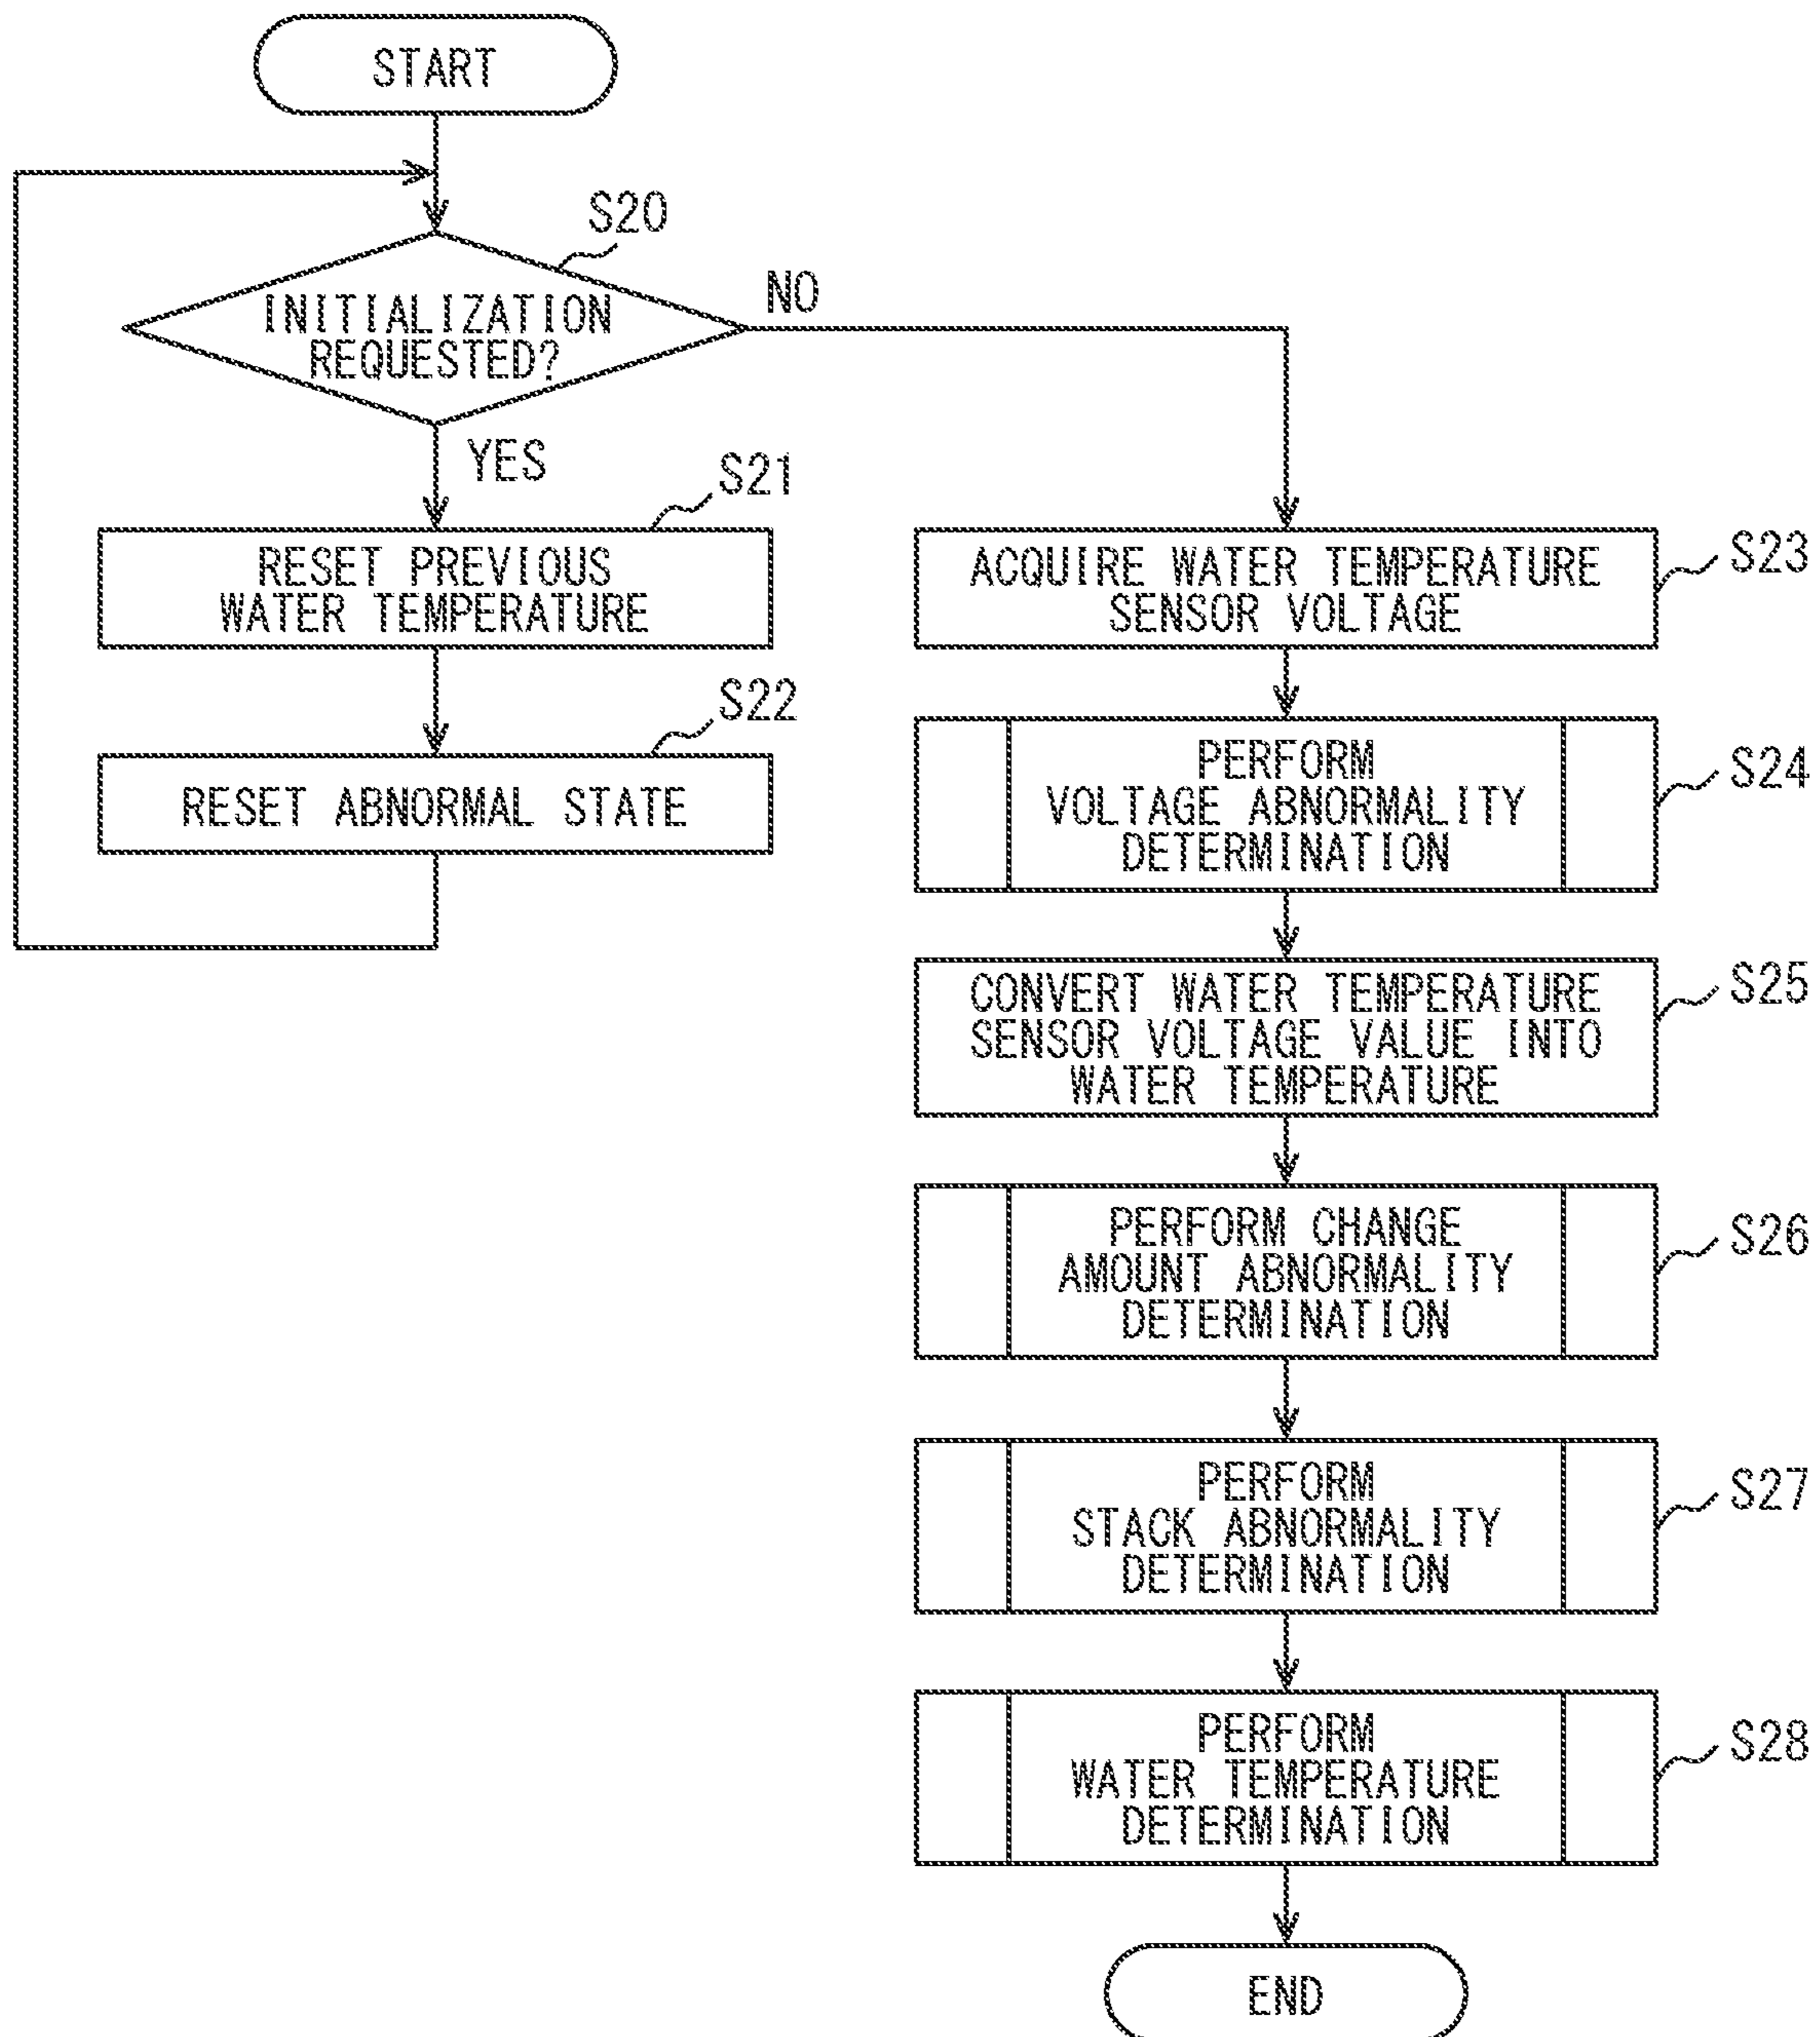 START
S20
INITIALIZATION
REQUESTED?
NO
YES
S21
RESET PREVIOUS
WATER TEMPERATURE
S22
RESET ABNORMAL STATE
ACQUIRE WATER TEMPERATURE
SENSOR VOLTAGE
S23
PERFORM
VOLTAGE ABNORMALITY
DETERMINATION
S24
CONVERT WATER TEMPERATURE
SENSOR VOLTAGE VALUE INTO
WATER TEMPERATURE
S25
PERFORM CHANGE
AMOUNT ABNORMALITY
DETERMINATION
S26
PERFORM
STACK ABNORMALITY
DETERMINATION
S27
PERFORM
WATER TEMPERATURE
DETERMINATION
S28
END